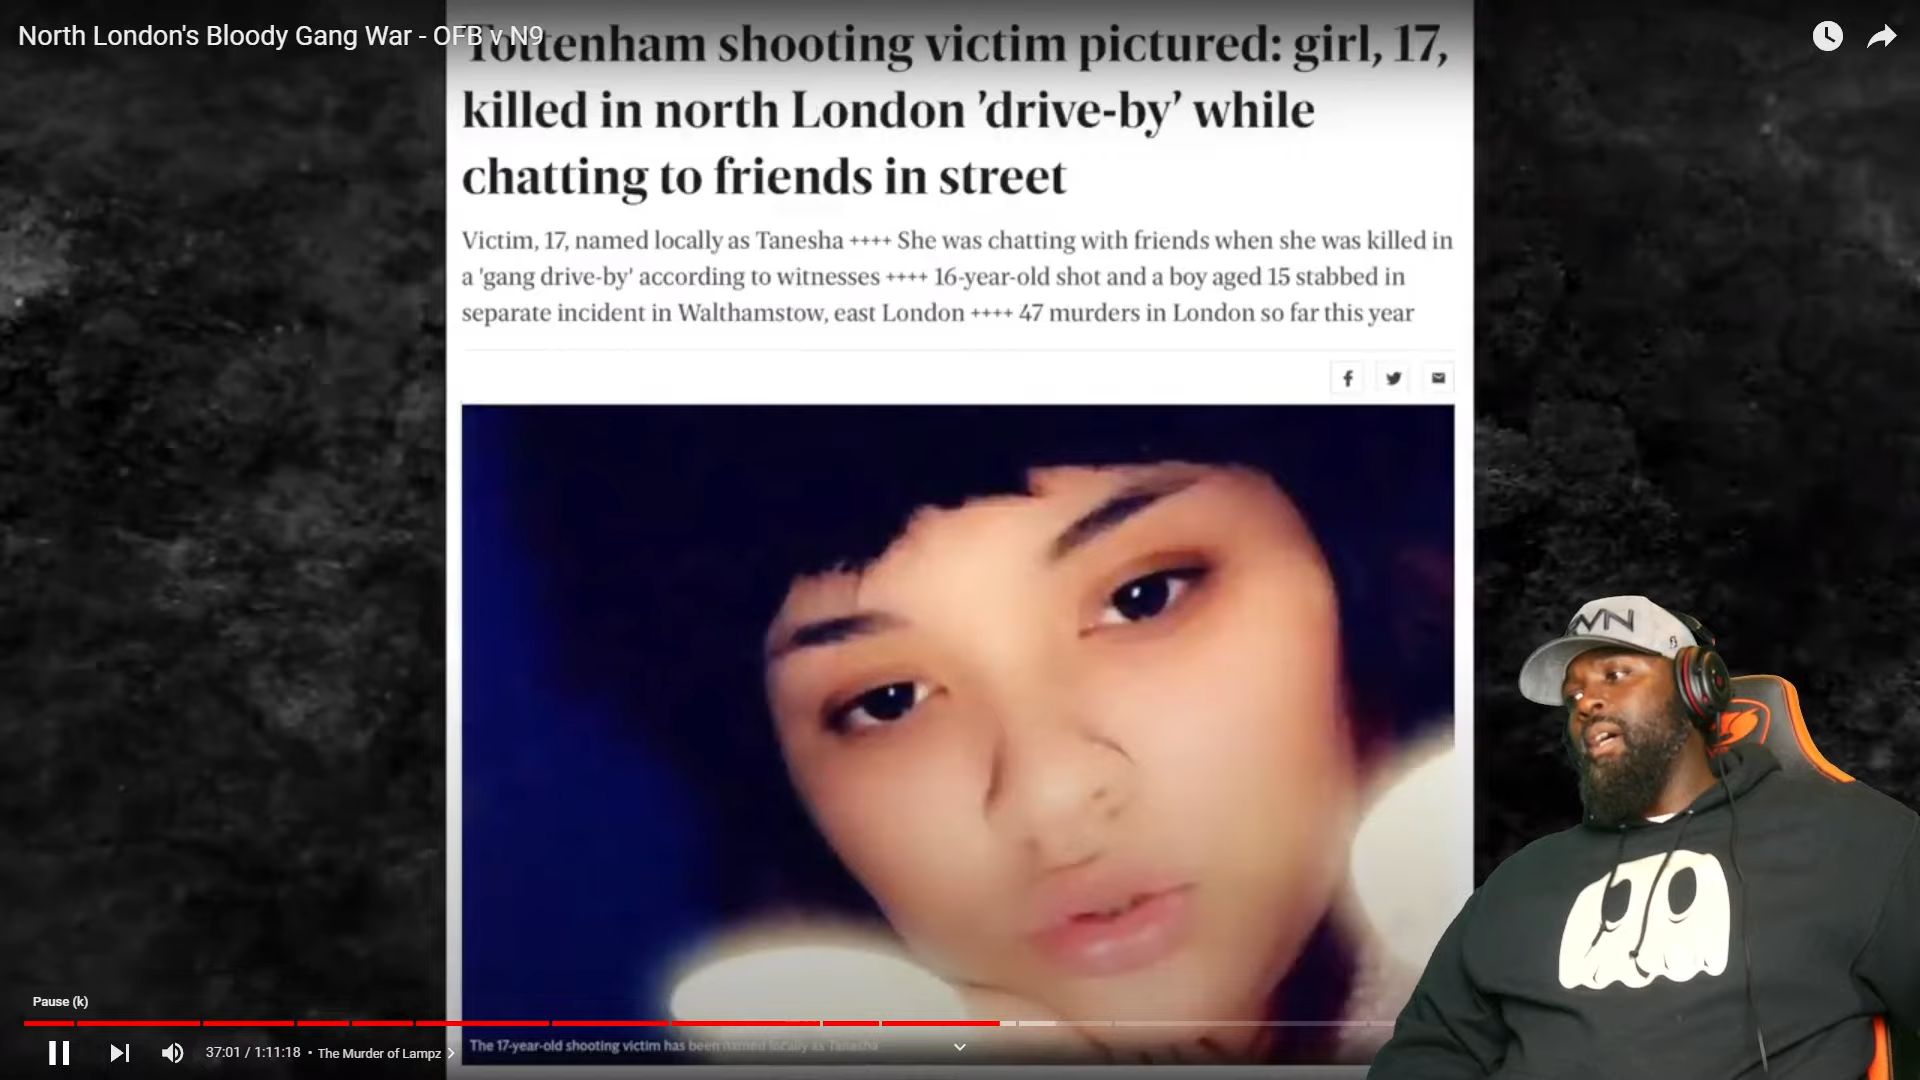 North London's Bloody Gang War - OFB v N9
Tottenham shooting victim pictured: girl, 17,
killed in north London 'drive-by' while
chatting to friends in street
Victim, 17, named locally as Tanesha ++++ She was chatting with friends when she was killed in
a 'gang drive-by' according to witnesses ++++ 16-year-old shot and a boy aged 15 stabbed in
separate incident in Walthamstow, east London ++++ 47 murders in London so far this year
Pause (k)
The 17-year-old shooting victim has been named locally as Tanesha
37:01 / 1:11:18 • The Murder of Lampz